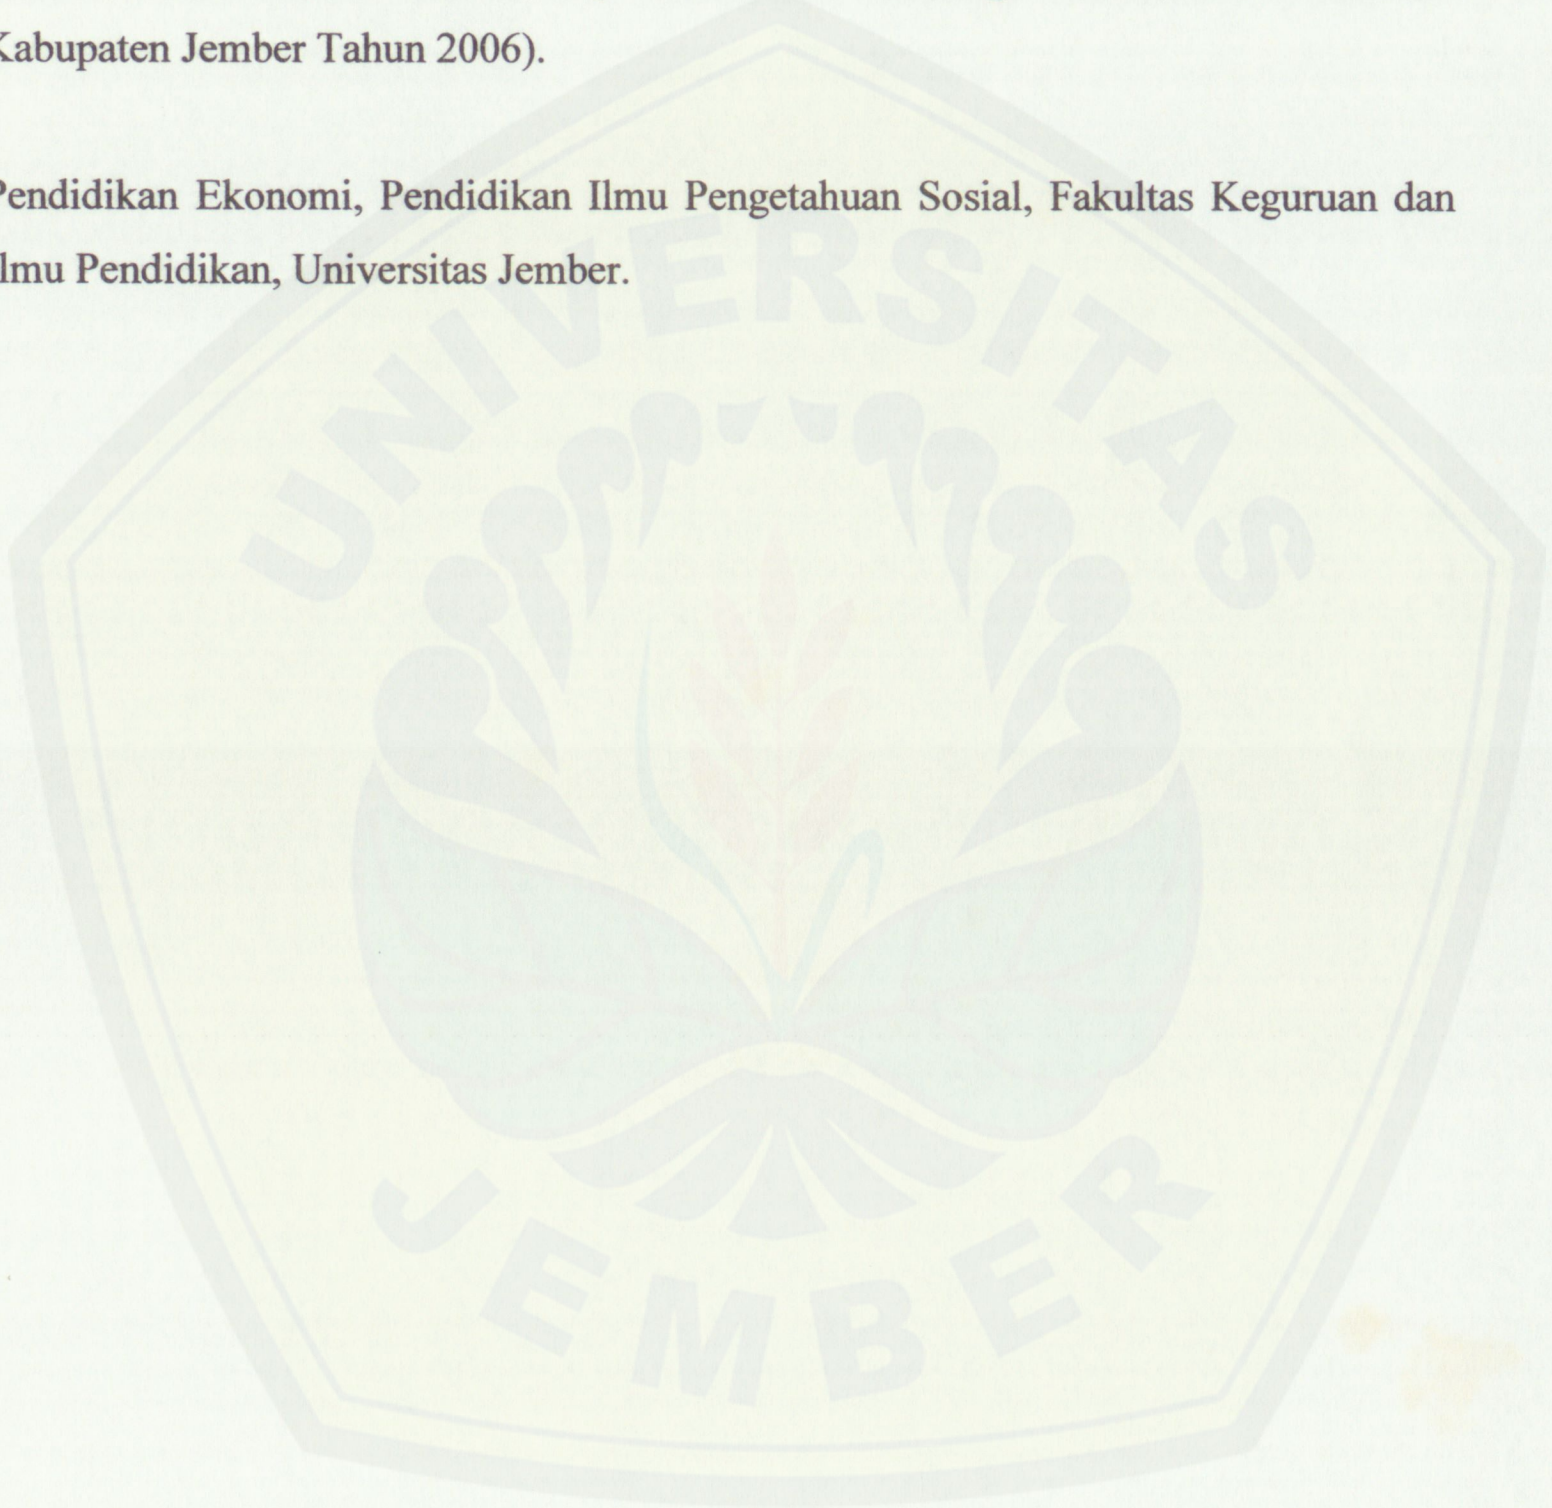 Kabupaten Jember Tahun 2006).
Pendidikan Ekonomi, Pendidikan Ilmu Pengetahuan Sosial, Fakultas Keguruan dan
Ilmu Pendidikan, Universitas Jember.
UNIVERSITAS
JEMBER